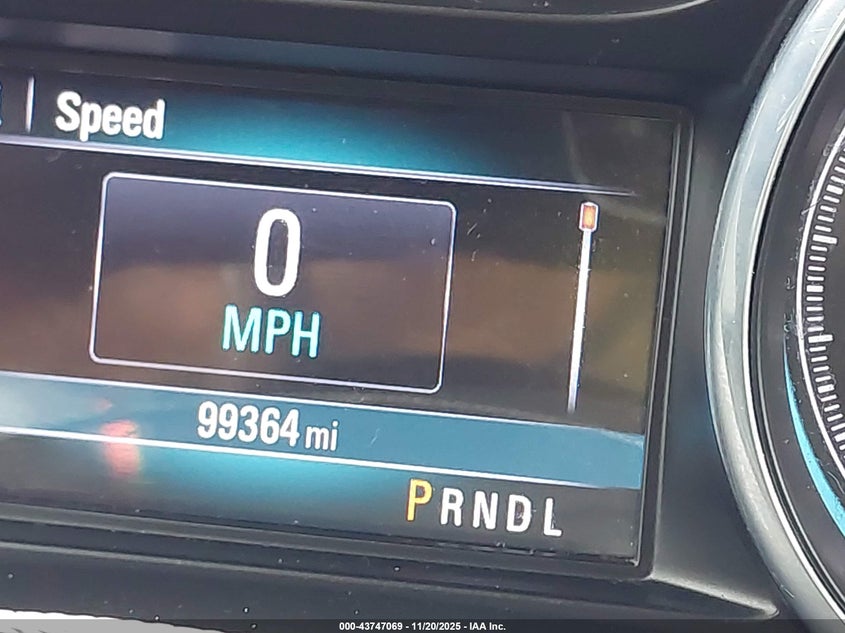 Speed
0
MPH
99364 mi
PRNDL
000-43747069 - 11/20/2025 - IAA Inc.